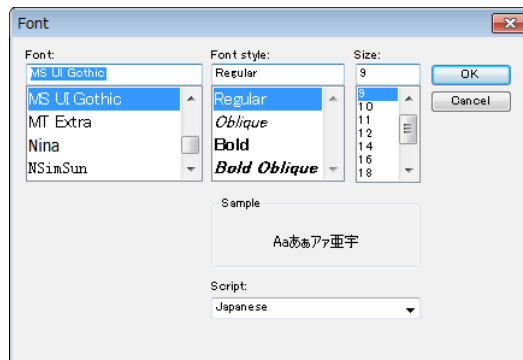 Font
Font:
MS UI Gothic
MS UI Gothic
MT Extra
Nina
NSimSun
Font style:
Regular
Regular
Oblique
Bold
Bold Oblique
Size:
9
9
10
11
12
14
16
18
OK
Cancel
Sample
Aaあぁアァ亜宇
Script:
Japanese